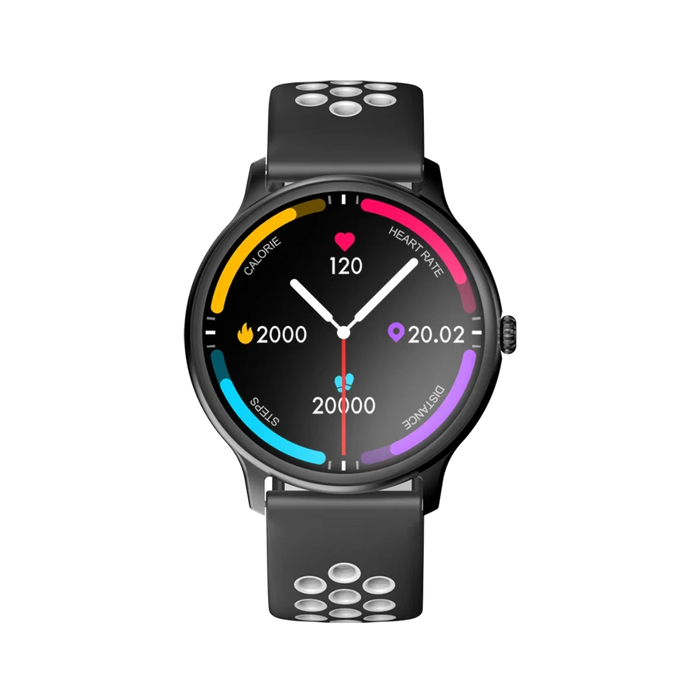 CALORIE
HEART RATE
120
2000
20.02
20000
STEPS
DISTANCE